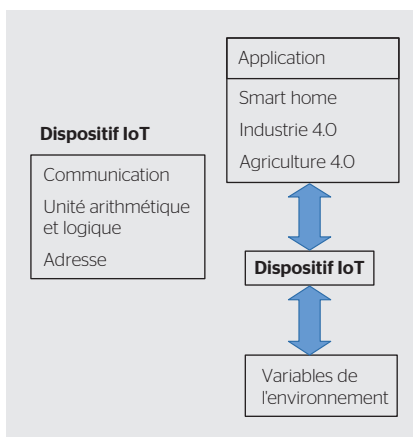 Dispositif IoT
Communication
Unité arithmétique
et logique
Adresse
Application
Smart home
Industrie 4.0
Agriculture 4.0
Dispositif IoT
Variables de
l'environnement